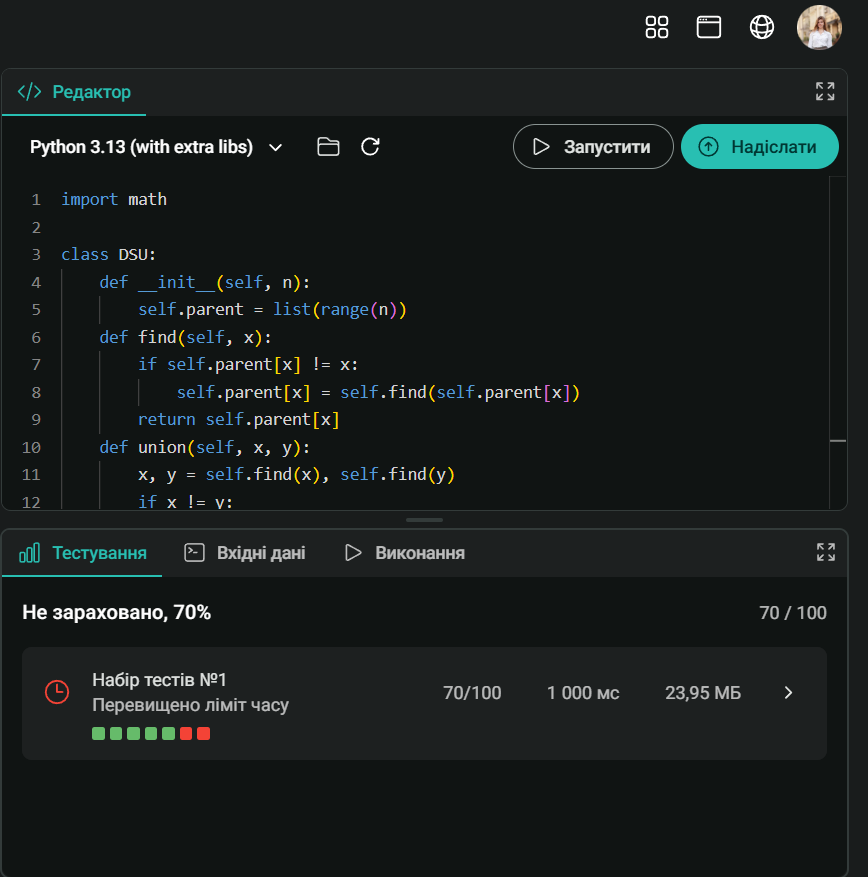 Редактор
Python 3.13 (with extra libs)
Запустити
Надіслати
1 import math
2
3 class DSU:
4     def __init__(self, n):
5         self.parent = list(range(n))
6     def find(self, x):
7         if self.parent[x] != x:
8             self.parent[x] = self.find(self.parent[x])
9         return self.parent[x]
10     def union(self, x, y):
11         x, y = self.find(x), self.find(y)
12         if x != y:
Тестування
Вхідні дані
Виконання
Не зараховано, 70%
70 / 100
Набір тестів №1
Перевищено ліміт часу
70/100
1 000 мс
23,95 МБ